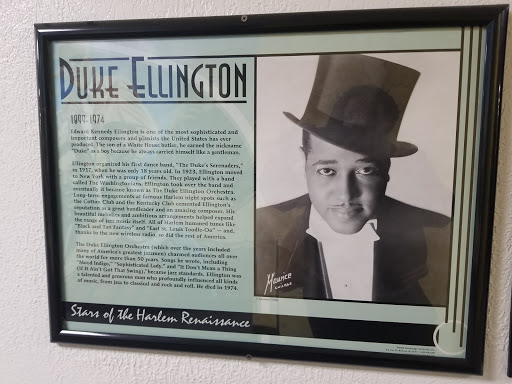 DUKE ELLINGTON
1899-1974
Edward Kennedy Ellington is one of the most sophisticated and
important composers and pianists the United States has ever
produced. The son of a White House butler, he earned the nickname
"Duke" as a boy because he always carried himself like a gentleman.
Ellington organized his first dance band, "The Duke's Serenaders,"
in 1917, when he was only 18 years old. In 1923, Ellington moved
to New York with a group of friends. They played with a band
called The Washingtonians. Ellington took over the band and
eventually it became known as The Duke Ellington Orchestra.
Long-term engagements at famous Harlem night spots such as
the Cotton Club and the Kentucky Club cemented Ellington's
reputation as a great bandleader and an amazing composer. His
beautiful melodies and ambitious arrangements helped expand
the range of jazz music itself. All of Harlem hummed tunes like
"Black and Tan Fantasy" and "East St. Louis Toodle-Oo" — and,
thanks to the new wireless radio, so did the rest of America.
The Duke Ellington Orchestra (which over the years included
many of America's greatest jazzmen) charmed audiences all over
the world for more than 50 years. Songs he wrote, including
"Mood Indigo," "Sophisticated Lady," and "It Don't Mean a Thing
(If It Ain't Got That Swing)," became jazz standards. Ellington was
a talented and generous man who profoundly influenced all kinds
of music, from jazz to classical and rock and roll. He died in 1974.
Maurice
Stars of the Harlem Renaissance